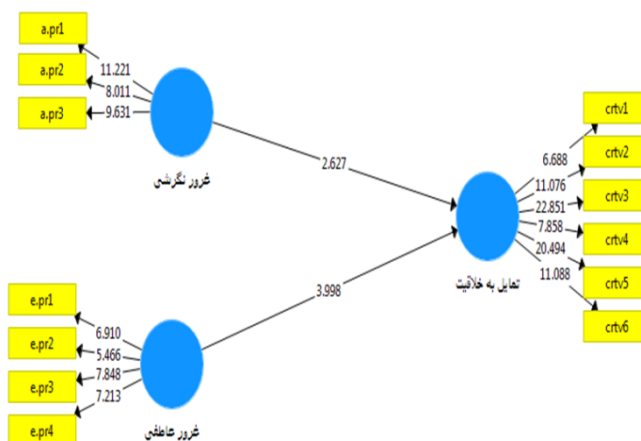 a.pr1
a.pr2
a.pr3
11.221
8.011
9.631
غرور نگرشی
2.627
crtv1
crtv2
crtv3
crtv4
crtv5
crtv6
6.688
11.076
22.851
7.858
20.494
11.088
تمایل به خلاقیت
3.998
e.pr1
e.pr2
e.pr3
e.pr4
6.910
5.466
7.848
7.213
غرور عاطفی